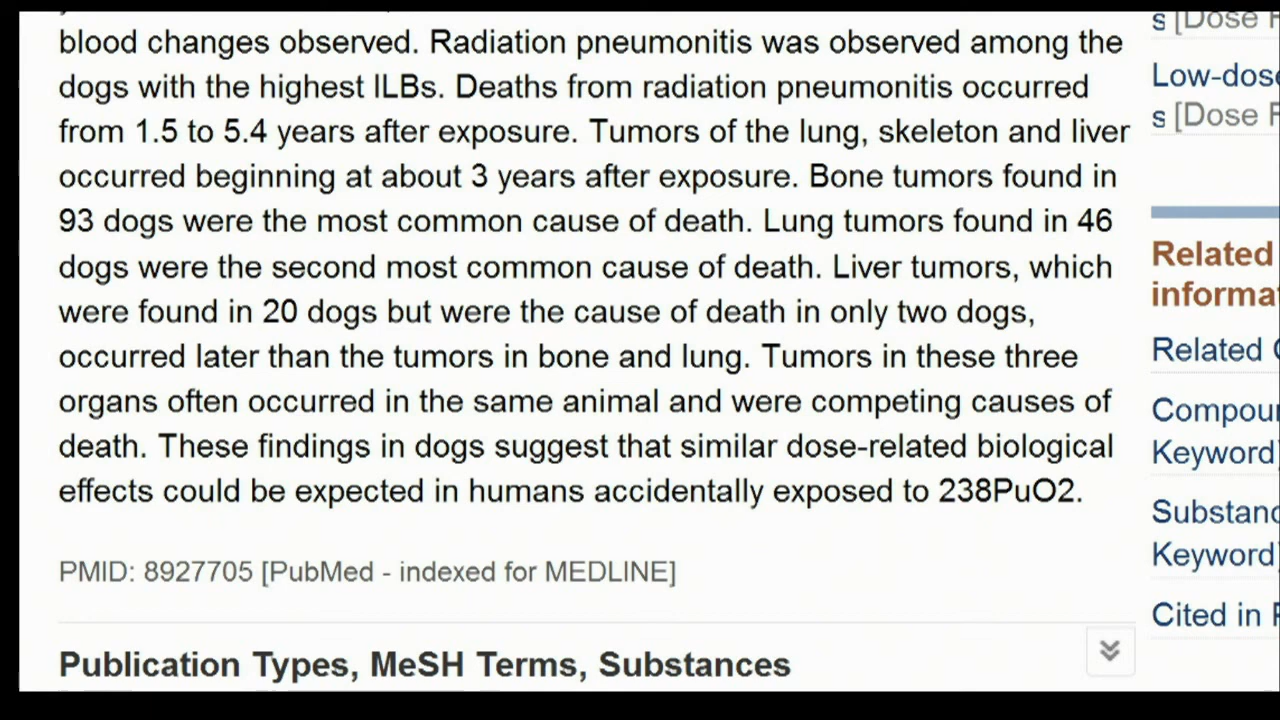 blood changes observed. Radiation pneumonitis was observed among the
dogs with the highest ILBs. Deaths from radiation pneumonitis occurred
from 1.5 to 5.4 years after exposure. Tumors of the lung, skeleton and liver
occurred beginning at about 3 years after exposure. Bone tumors found in
93 dogs were the most common cause of death. Lung tumors found in 46
dogs were the second most common cause of death. Liver tumors, which
were found in 20 dogs but were the cause of death in only two dogs,
occurred later than the tumors in bone and lung. Tumors in these three
organs often occurred in the same animal and were competing causes of
death. These findings in dogs suggest that similar dose-related biological
effects could be expected in humans accidentally exposed to 238PuO2.
PMID: 8927705 [PubMed - indexed for MEDLINE]
Publication Types, MeSH Terms, Substances
s [Dose
Low-dose
s [Dose
Related
informa
Related
Compou
Keyword
Substanc
Keyword
Cited in